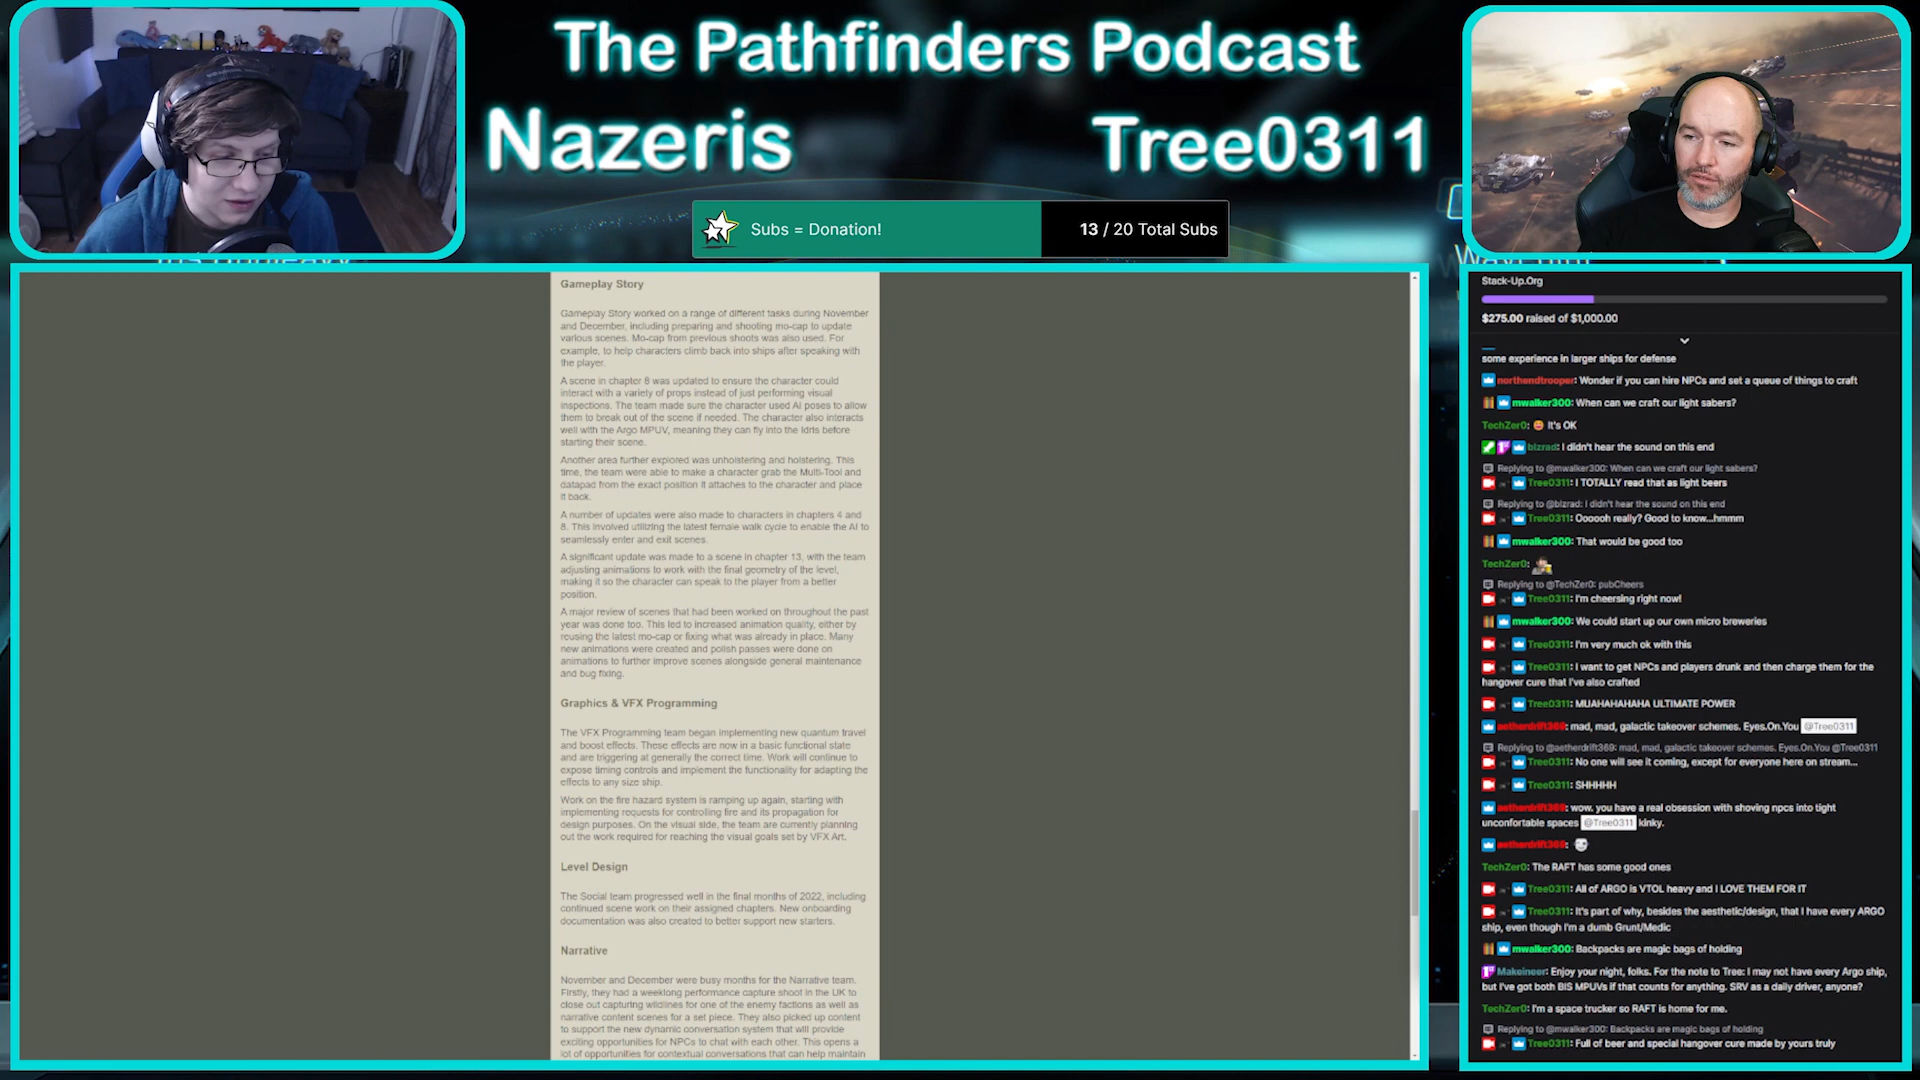 The Pathfinders Podcast
Nazeris
Tree0311
Subs = Donation!
13 / 20 Total Subs
Gameplay Story
Gameplay Story worked on a range of different tasks during November
and December, including preparing and shooting mo-cap to update
various scenes. Mo-cap from previous shoots was also used. For
example, to help characters climb back into ships after speaking with
the player.
A scene in chapter 8 was updated to ensure the character could
interact with a variety of props instead of just performing visual
inspections. The team made sure the character used AI poses to allow
them to break out of the scene if needed. The character also interacts
well with the Argo MPUV, meaning they can fly into the Idris before
starting their scene.
Another area further explored was unholstering and holstering. This
time, the team were able to make a character grab the Multi-Tool and
datapad from the exact position it attaches to the character and place
it back.
A number of updates were also made to characters in chapters 4 and
8. This involved utilizing the latest female walk cycle to enable the AI to
seamlessly enter and exit scenes.
A significant update was made to a scene in chapter 13, with the team
adjusting animations to work with the final geometry of the level,
making it so the character can speak to the player from a better
position.
A major review of scenes that had been worked on throughout the past
year was done too. This led to increased animation quality, either by
reusing the latest mo-cap or fixing what was already in place. Many
new animations were created and polish passes were done on
animations to further improve scenes alongside general maintenance
and bug fixing.
Graphics & VFX Programming
The VFX Programming team began implementing new quantum travel
and boost effects. These effects are now in a basic functional state
and are triggering at generally the correct time. Work will continue to
expose timing controls and implement the functionality for adapting the
effects to any size ship.
Work on the fire hazard system is ramping up again, starting with
implementing requests for controlling fire and its propagation for
design purposes. On the visual side, the team are currently planning
out the work required for reaching the visual goals set by VFX Art.
Level Design
The Social team progressed well in the final months of 2022, including
continued scene work on their assigned chapters. New onboarding
documentation was also created to better support new starters.
Narrative
November and December were busy months for the Narrative team.
Firstly, they had a weeklong performance capture shoot in the UK to
close out capturing wildlines for one of the enemy factions as well as
narrative content scenes for a set piece. They also picked up content
to support the new dynamic conversation system that will provide
exciting opportunities for NPCs to chat with each other. This opens a
lot of opportunities for contextual conversations that can help maintain
Stack-Up.Org
$275.00 raised of $1,000.00
some experience in larger ships for defense
northendtrooper: Wonder if you can hire NPCs and set a queue of things to craft
mwalker300: When can we craft our light sabers?
TechZer0: It's OK
bizrad: I didn't hear the sound on this end
Replying to @mwalker300: When can we craft our light sabers?
Tree0311: I TOTALLY read that as light beers
Replying to @bizrad: I didn't hear the sound on this end
Tree0311: Oooooh really? Good to know...hmmm
mwalker300: That would be good too
TechZer0:
Replying to @TechZer0: pubCheers
Tree0311: I'm cheersing right now!
mwalker300: We could start up our own micro breweries
Tree0311: I'm very much ok with this
Tree0311: I want to get NPCs and players drunk and then charge them for the
hangover cure that I've also crafted
Tree0311: MUAHAHAHAHA ULTIMATE POWER
aetherdrift369: mad, mad, galactic takeover schemes. Eyes.On.You @Tree0311
Replying to @aetherdrift369: mad, mad, galactic takeover schemes. Eyes.On.You @Tree0311
Tree0311: No one will see it coming, except for everyone here on stream...
Tree0311: SHHHHH
aetherdrift369: wow. you have a real obsession with shoving npcs into tight
unconfortable spaces @Tree0311 kinky.
aetherdrift369:
TechZer0: The RAFT has some good ones
Tree0311: All of ARGO is VTOL heavy and I LOVE THEM FOR IT
Tree0311: It's part of why, besides the aesthetic/design, that I have every ARGO
ship, even though I'm a dumb Grunt/Medic
mwalker300: Backpacks are magic bags of holding
Makeineer: Enjoy your night, folks. For the note to Tree: I may not have every Argo ship,
but I've got both BIS MPUVs if that counts for anything. SRV as a daily driver, anyone?
TechZer0: I'm a space trucker so RAFT is home for me.
Replying to @mwalker300: Backpacks are magic bags of holding
Tree0311: Full of beer and special hangover cure made by yours truly